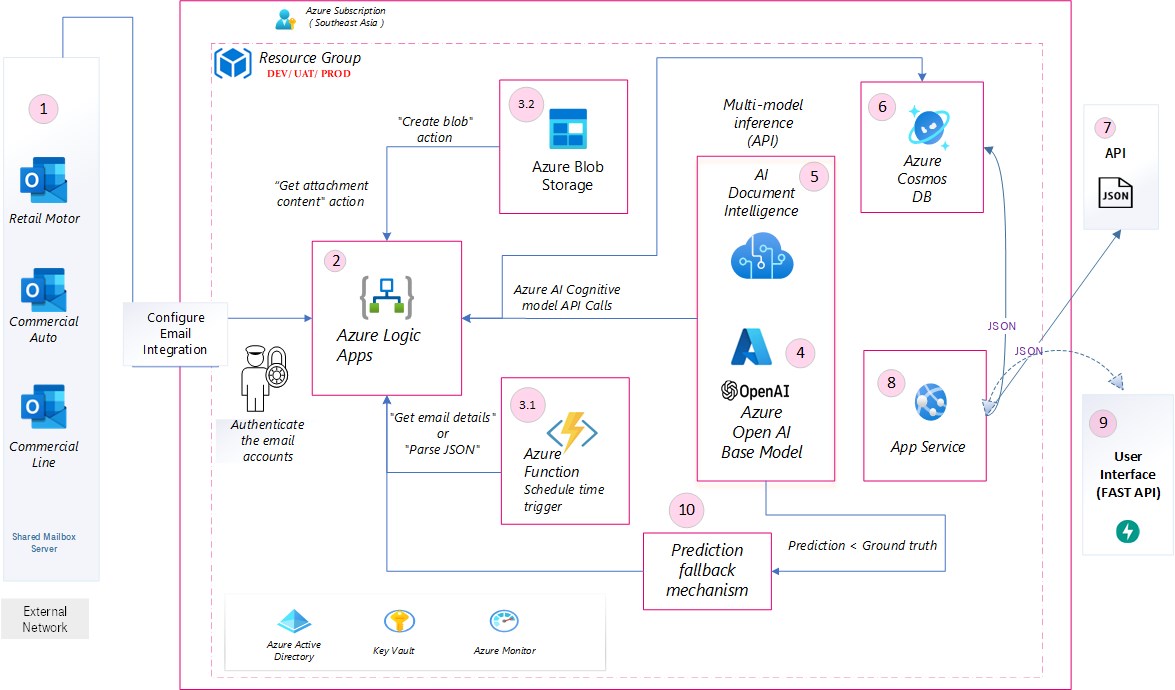 Azure Subscription
( Southeast Asia )
Resource Group
DEV/ UAT/ PROD
1
Retail Motor
Commercial
Auto
Commercial
Line
Shared Mailbox
Server
External
Network
Configure
Email
Integration
Authenticate
the email
accounts
"Create blob"
action
"Get attachment
content" action
2
Azure Logic
Apps
3.2
Azure Blob
Storage
Azure AI Cognitive
model API Calls
"Get email details"
or
"Parse JSON"
3.1
Azure
Function
Schedule time
trigger
Multi-model
inference
(API)
5
AI
Document
Intelligence
4
OpenAI
Azure
Open AI
Base Model
6
Azure
Cosmos
DB
7
API
JSON
JSON
JSON
8
App Service
9
User
Interface
(FAST API)
10
Prediction
fallback
mechanism
Prediction < Ground truth
Azure Active
Directory
Key Vault
Azure Monitor